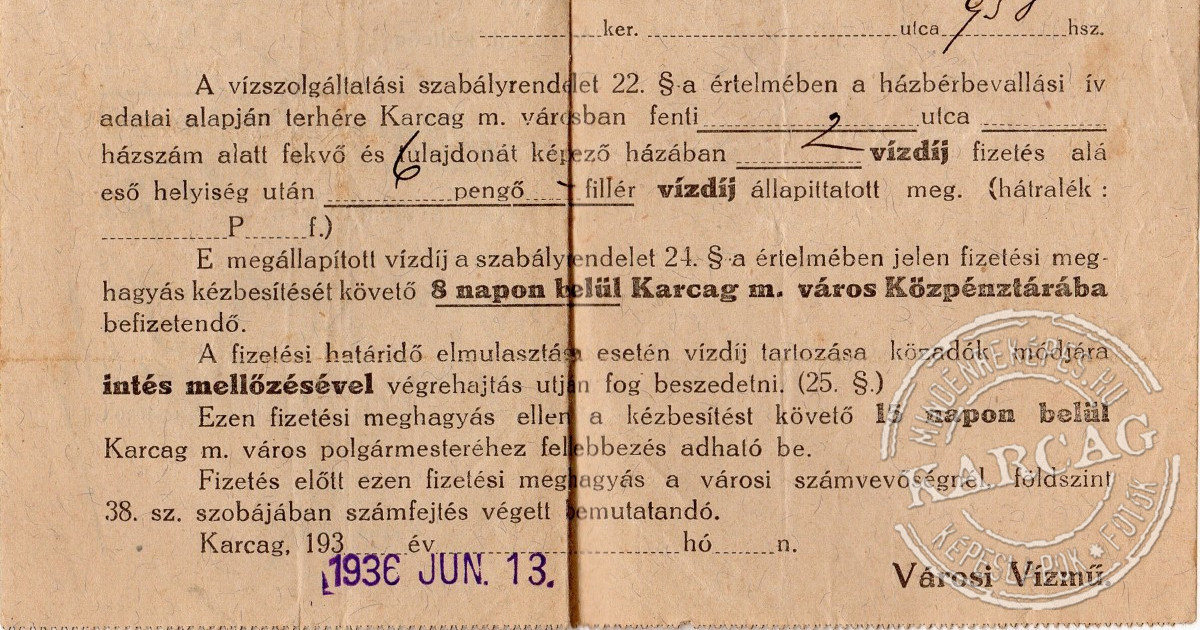 ker. utca 958 hsz.
A vízszolgáltatási szabályrendelet 22. §-a értelmében a házbérbevallási ív
adatai alapján terhére Karcag m. városban fenti utca
házszám alatt fekvő és tulajdonát képező házában 2 vízdíj fizetés alá
eső helyiség után 6 pengő - fillér vízdíj állapittatott meg. (hátralék :
P f.)
E megállapított vízdíj a szabályrendelet 24. §-a értelmében jelen fizetési meg-
hagyás kézbesítését követő 8 napon belül Karcag m. város Közpénztárába
befizetendő.
A fizetési határidő elmulasztása esetén vízdíj tartozása közadók módjára
intés mellőzésével végrehajtás utján fog beszedetni. (25. §.)
Ezen fizetési meghagyás ellen a kézbesítést követő 15 napon belül
Karcag m. város polgármesteréhez fellebbezés adható be.
Fizetés előtt ezen fizetési meghagyás a városi számvevőségnél, földszint
38. sz. szobájában számfejtés végett bemutatandó.
Karcag, 193 év hó n.
1936 JUN. 13.
Városi Vízmű.
MINDENKEKEPES.HU
KARCAG
KÉPESLAPOK * FOTÓK